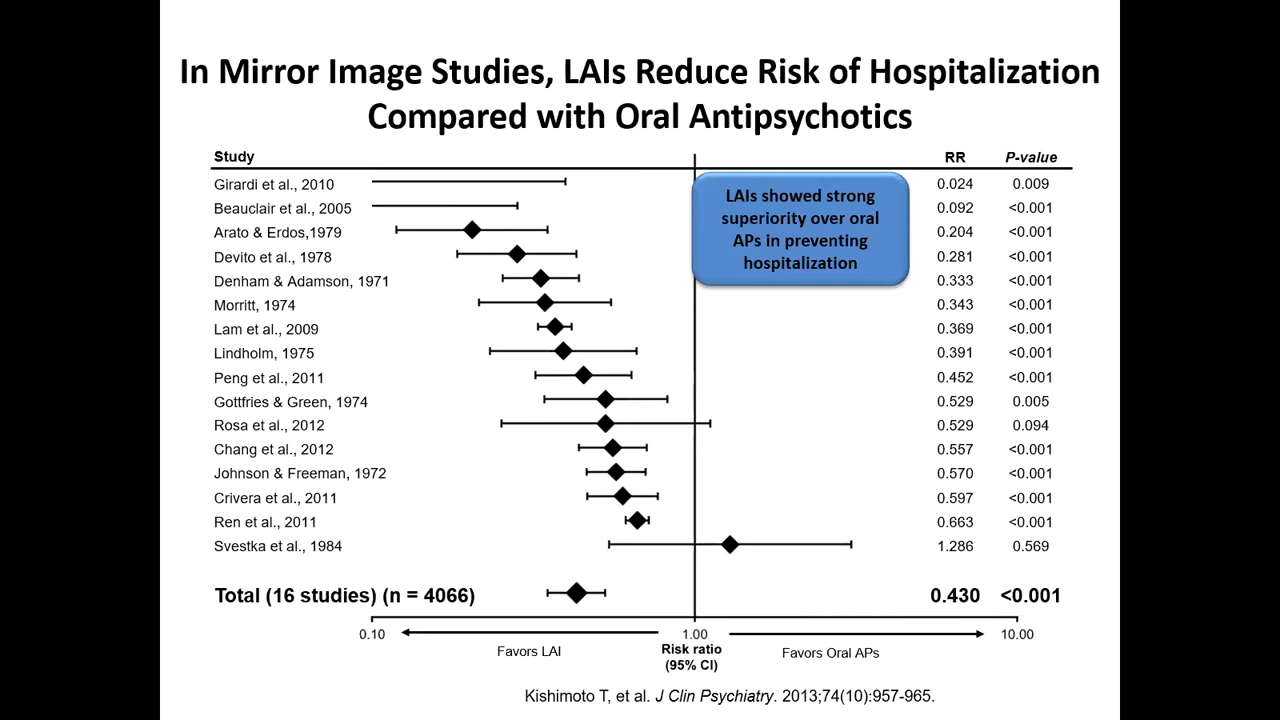 In Mirror Image Studies, LAIs Reduce Risk of Hospitalization
Compared with Oral Antipsychotics
Study RR P-value
LAIs showed strong
superiority over oral
APs in preventing
hospitalization
Girardi et al., 2010 0.024 0.009
Beauclair et al., 2005 0.092 <0.001
Arato & Erdos,1979 0.204 <0.001
Devito et al., 1978 0.281 <0.001
Denham & Adamson, 1971 0.333 <0.001
Morritt, 1974 0.343 <0.001
Lam et al., 2009 0.369 <0.001
Lindholm, 1975 0.391 <0.001
Peng et al., 2011 0.452 <0.001
Gottfries & Green, 1974 0.529 0.005
Rosa et al., 2012 0.529 0.094
Chang et al., 2012 0.557 <0.001
Johnson & Freeman, 1972 0.570 <0.001
Crivera et al., 2011 0.597 <0.001
Ren et al., 2011 0.663 <0.001
Svestka et al., 1984 1.286 0.569
Total (16 studies) (n = 4066) 0.430 <0.001
0.10 1.00 10.00
Favors LAI Risk ratio Favors Oral APs
(95% CI)
Kishimoto T, et al. J Clin Psychiatry. 2013;74(10):957-965.